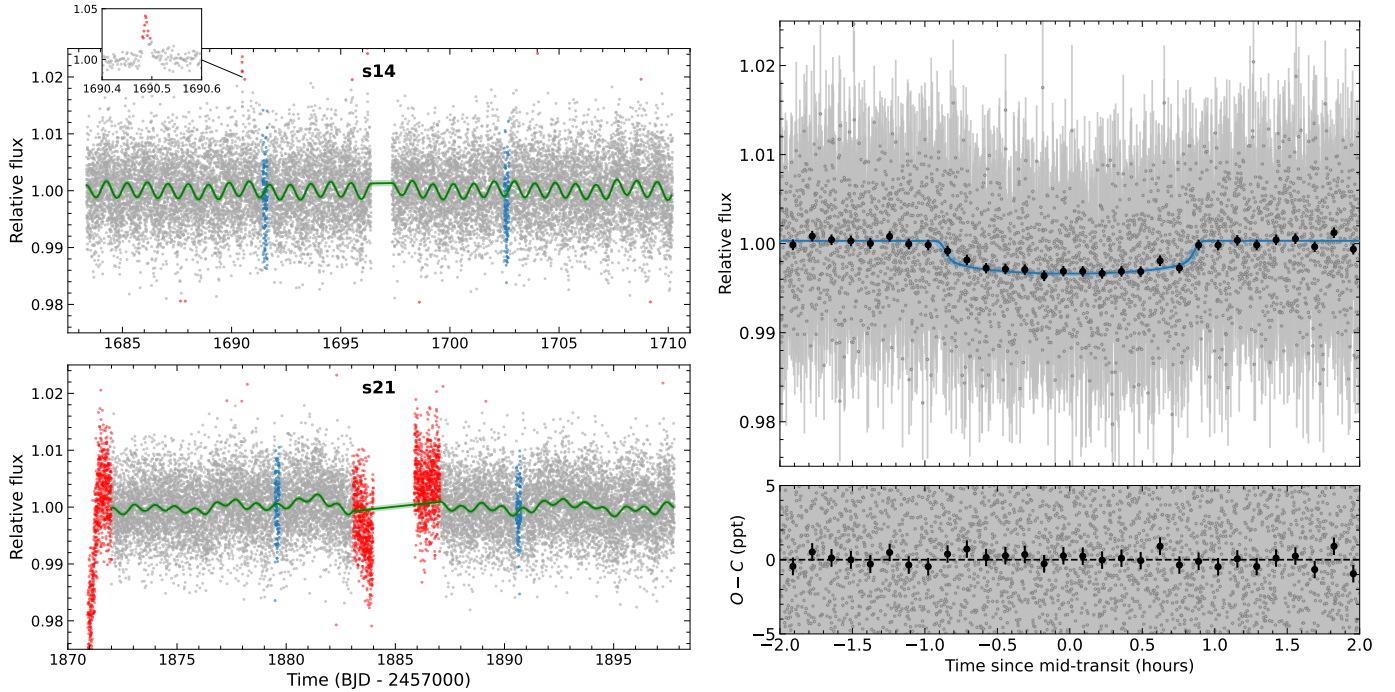 1.05
1.00
1690.4 1690.5 1690.6
s14
1.02
1.01
1.00
0.99
0.98
Relative flux
1685 1690 1695 1700 1705 1710
s21
1.02
1.01
1.00
0.99
0.98
Relative flux
1870 1875 1880 1885 1890 1895
Time (BJD - 2457000)
1.02
1.01
1.00
0.99
0.98
Relative flux
5
0
−5
O − C (ppt)
−2.0 −1.5 −1.0 −0.5 0.0 0.5 1.0 1.5 2.0
Time since mid-transit (hours)